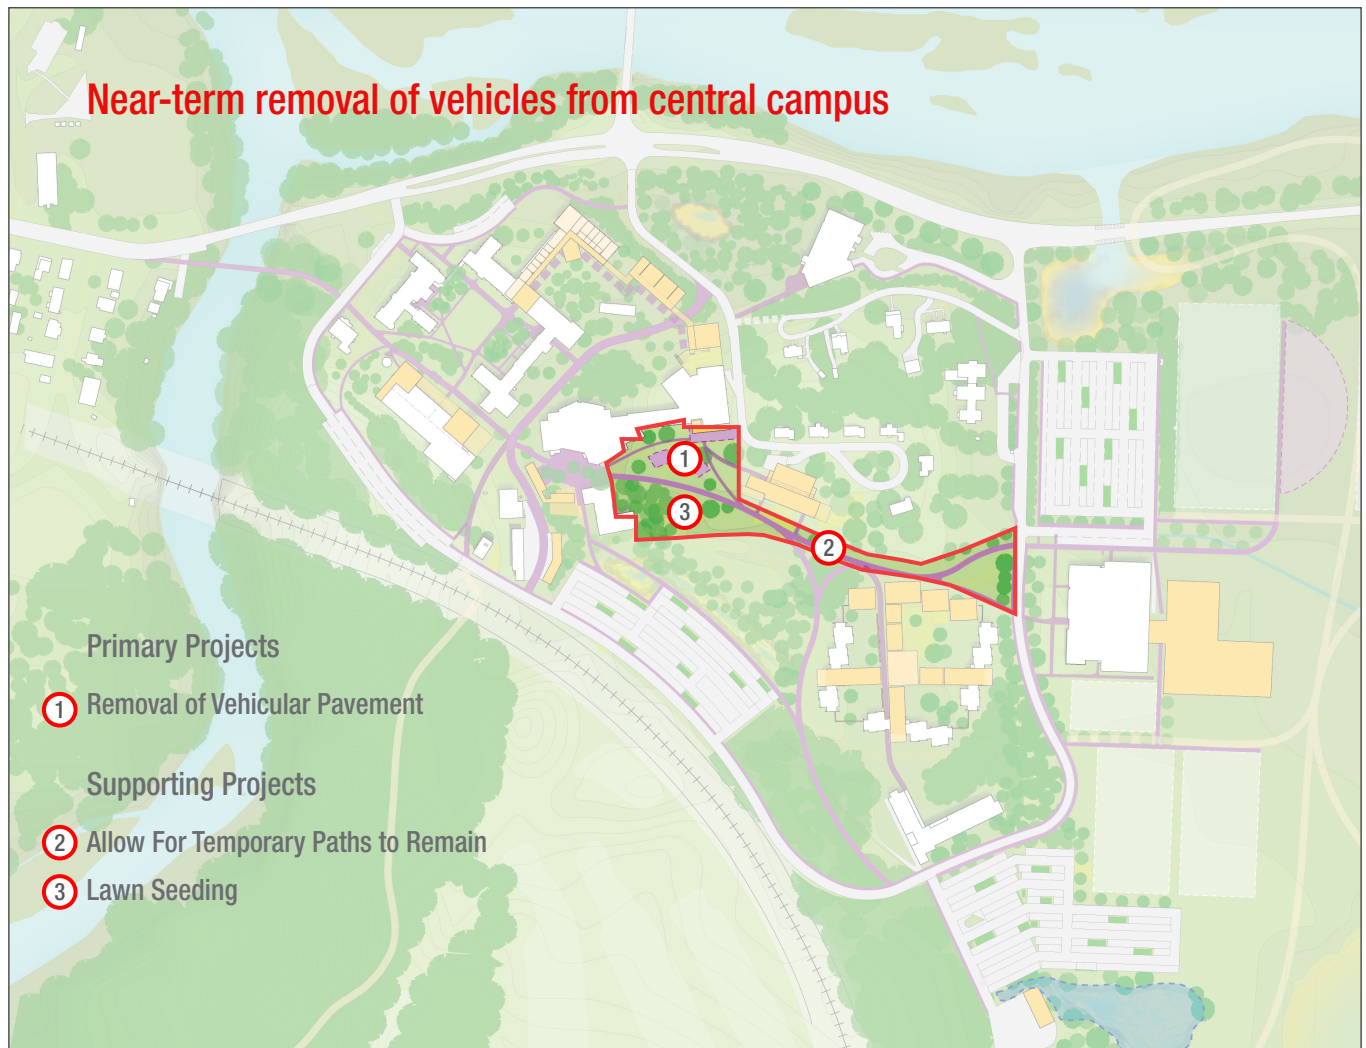 Near-term removal of vehicles from central campus
1
3
2
Primary Projects
1 Removal of Vehicular Pavement
Supporting Projects
2 Allow For Temporary Paths to Remain
3 Lawn Seeding